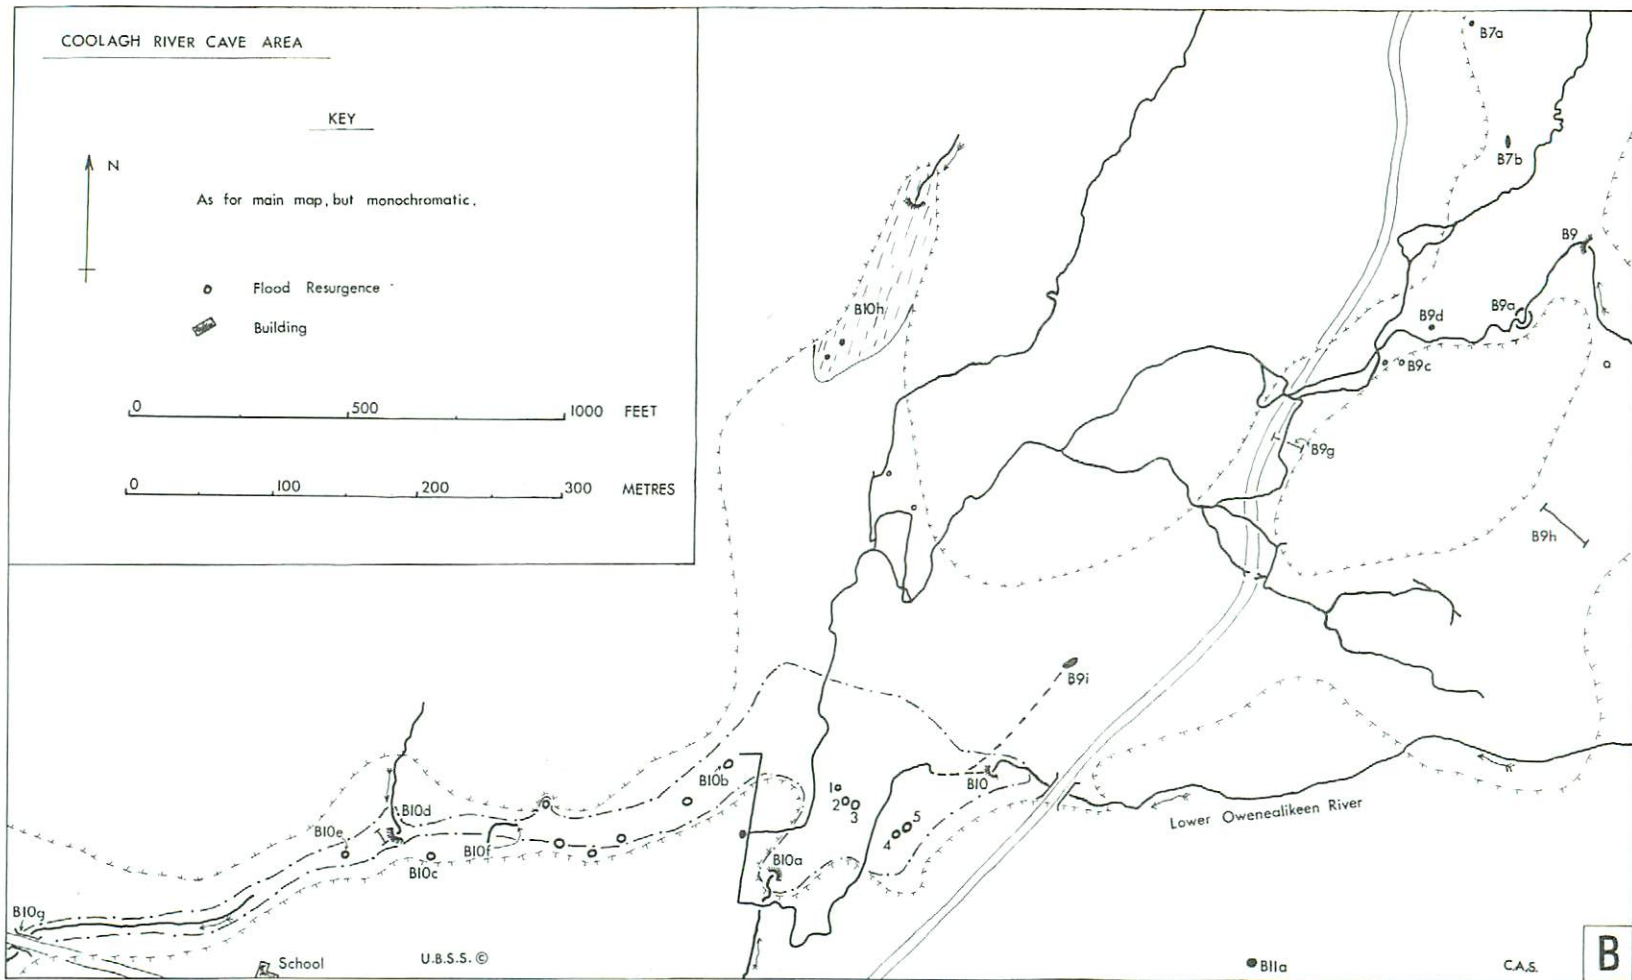 COOLAGH RIVER CAVE AREA
KEY
N
As for main map, but monochromatic.
Flood Resurgence
Building
0 500 1000 FEET
0 100 200 300 METRES
B7a
B7b
B9
B9a
B9d
B9c
B10h
B9g
B9h
B9i
B10b
B10
1
2
3
5
4
Lower Owenealikeen River
B10d
B10e
B10f
B10c
B10a
B10g
School
U.B.S.S. ©
B11a
C.A.S.
B